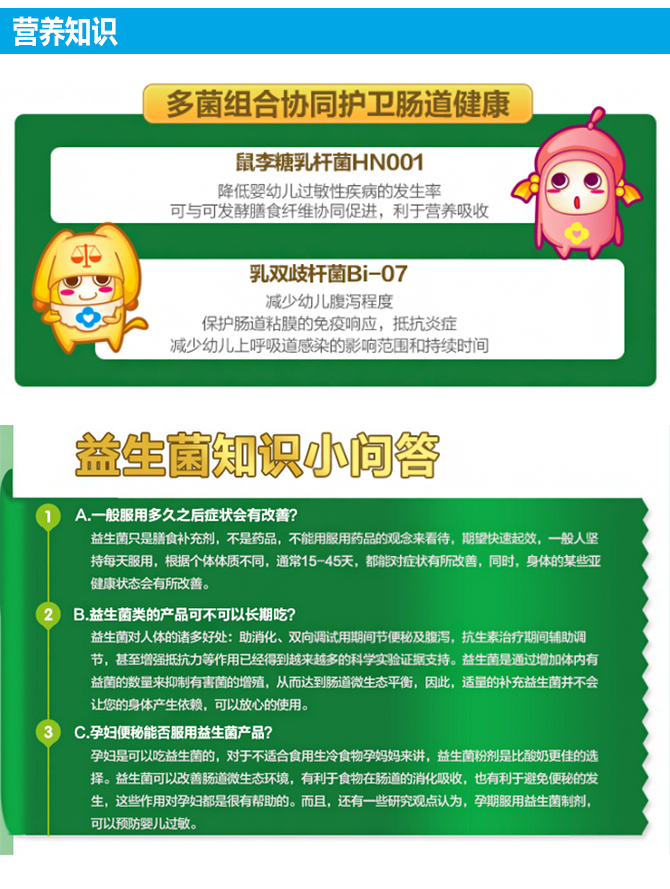 营养知识
多菌组合协同护卫肠道健康
鼠李糖乳杆菌HN001
降低婴幼儿过敏性疾病的发生率
可与可发酵膳食纤维协同促进，利于营养吸收
乳双歧杆菌Bi-07
减少幼儿腹泻程度
保护肠道粘膜的免疫响应，抵抗炎症
减少幼儿上呼吸道感染的影响范围和持续时间
益生菌知识小问答
1 A.一般服用多久之后症状会有改善?
益生菌只是膳食补充剂，不是药品，不能用服用药品的观念来看待，期望快速起效，一般人坚
持每天服用，根据个体体质不同，通常15-45天，都能对症状有所改善，同时，身体的某些亚
健康状态会有所改善。
2 B.益生菌类的产品可不可以长期吃?
益生菌对人体的诸多好处：助消化、双向调试用期间节便秘及腹泻，抗生素治疗期间辅助调
节，甚至增强抵抗力等作用已经得到越来越多的科学实验证据支持。益生菌是通过增加体内有
益菌的数量来抑制有害菌的增殖，从而达到肠道微生态平衡，因此，适量的补充益生菌并不会
让您的身体产生依赖，可以放心的使用。
3 C.孕妇便秘能否服用益生菌产品?
孕妇是可以吃益生菌的，对于不适合食用生冷食物孕妈妈来讲，益生菌粉剂是比酸奶更佳的选
择。益生菌可以改善肠道微生态环境，有利于食物在肠道的消化吸收，也有利于避免便秘的发
生，这些作用对孕妇都是很有帮助的。而且，还有一些研究观点认为，孕期服用益生菌制剂，
可以预防婴儿过敏。